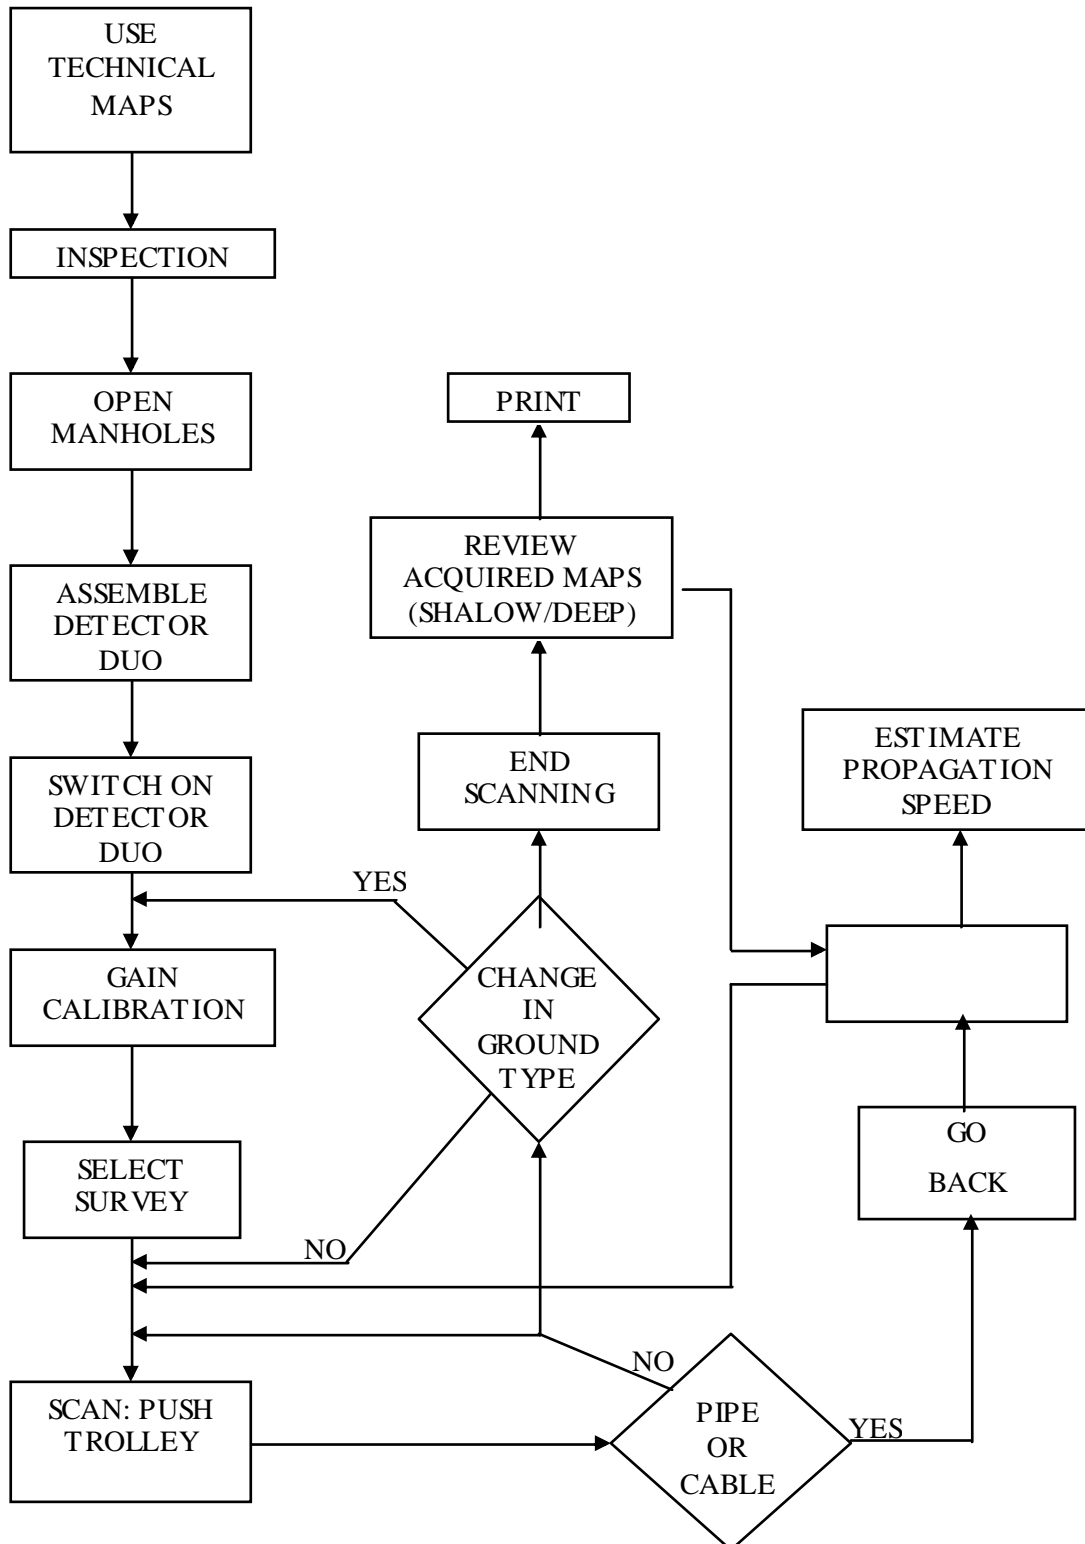 USE
TECHNICAL
MAPS
INSPECTION
OPEN
MANHOLES
ASSEMBLE
DETECTOR
DUO
SWITCH ON
DETECTOR
DUO
GAIN
CALIBRATION
SELECT
SURVEY
SCAN: PUSH
TROLLEY
PRINT
REVIEW
ACQUIRED MAPS
(SHALOW/DEEP)
END
SCANNING
YES
CHANGE
IN
GROUND
TYPE
NO
NO
PIPE
OR
CABLE
YES
ESTIMATE
PROPAGATION
SPEED
GO
BACK